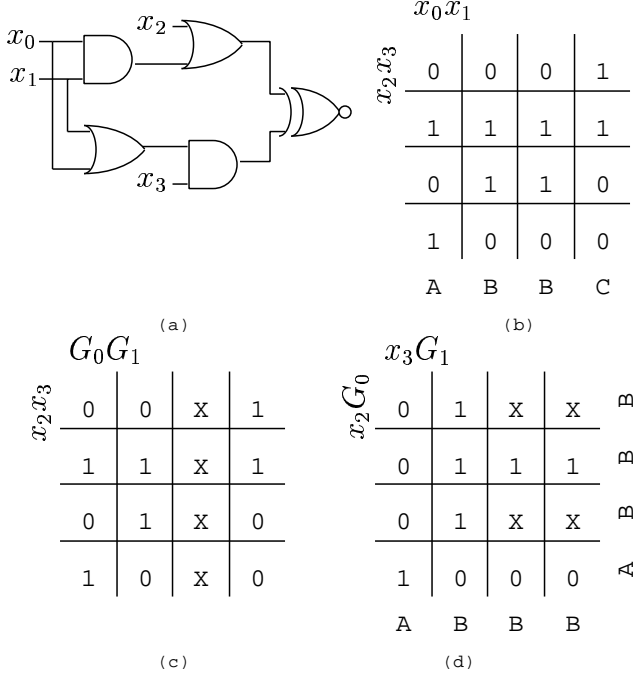 x₀
x₁
x₂
x₃
(a)
x₀x₁
x₂x₃
0 0 0 1
1 1 1 1
0 1 1 0
1 0 0 0
A B B C
(b)
G₀G₁
x₂x₃
0 0 X 1
1 1 X 1
0 1 X 0
1 0 X 0
(c)
x₃G₁
x₂G₀
0 1 X X B
0 1 1 1 B
0 1 X X B
1 0 0 0 A
A B B B
(d)